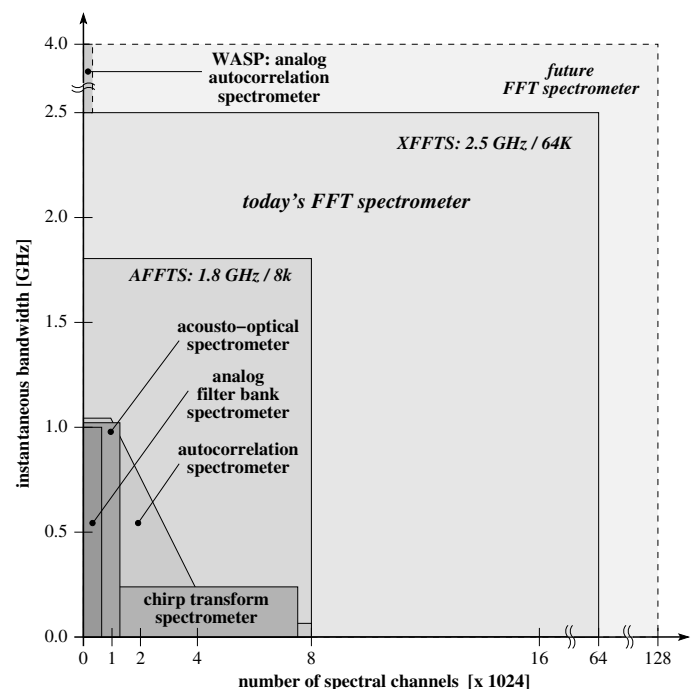 4.0
WASP: analog
autocorrelation
spectrometer
future
FFT spectrometer
2.5
XFFTS: 2.5 GHz / 64K
today's FFT spectrometer
2.0
AFFTS: 1.8 GHz / 8k
1.5
acousto−optical
spectrometer
analog
filter bank
spectrometer
1.0
autocorrelation
spectrometer
0.5
chirp transform
spectrometer
0.0
instantaneous bandwidth [GHz]
0 1 2 4 8 16 64 128
number of spectral channels [x 1024]